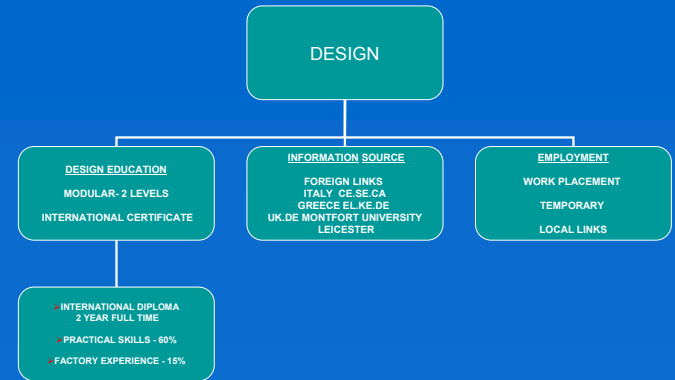 DESIGN
DESIGN EDUCATION
MODULAR- 2 LEVELS
INTERNATIONAL CERTIFICATE
INFORMATION SOURCE
FOREIGN LINKS
ITALY CE.SE.CA
GREECE EL.KE.DE
UK.DE MONTFORT UNIVERSITY
LEICESTER
EMPLOYMENT
WORK PLACEMENT
TEMPORARY
LOCAL LINKS
INTERNATIONAL DIPLOMA
2 YEAR FULL TIME
PRACTICAL SKILLS - 60%
FACTORY EXPERIENCE - 15%